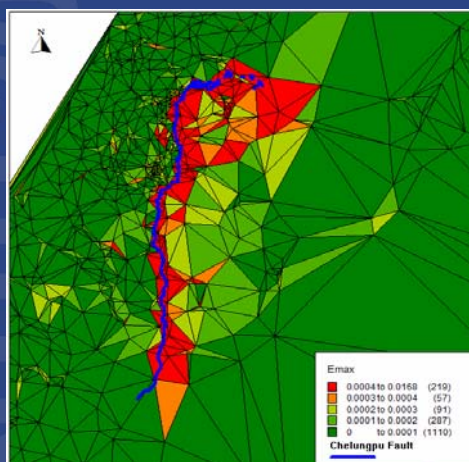 N
Emax
0.0004 to 0.0168 (219)
0.0003 to 0.0004 (57)
0.0002 to 0.0003 (91)
0.0001 to 0.0002 (287)
0 to 0.0001 (1110)
Chelungpu Fault